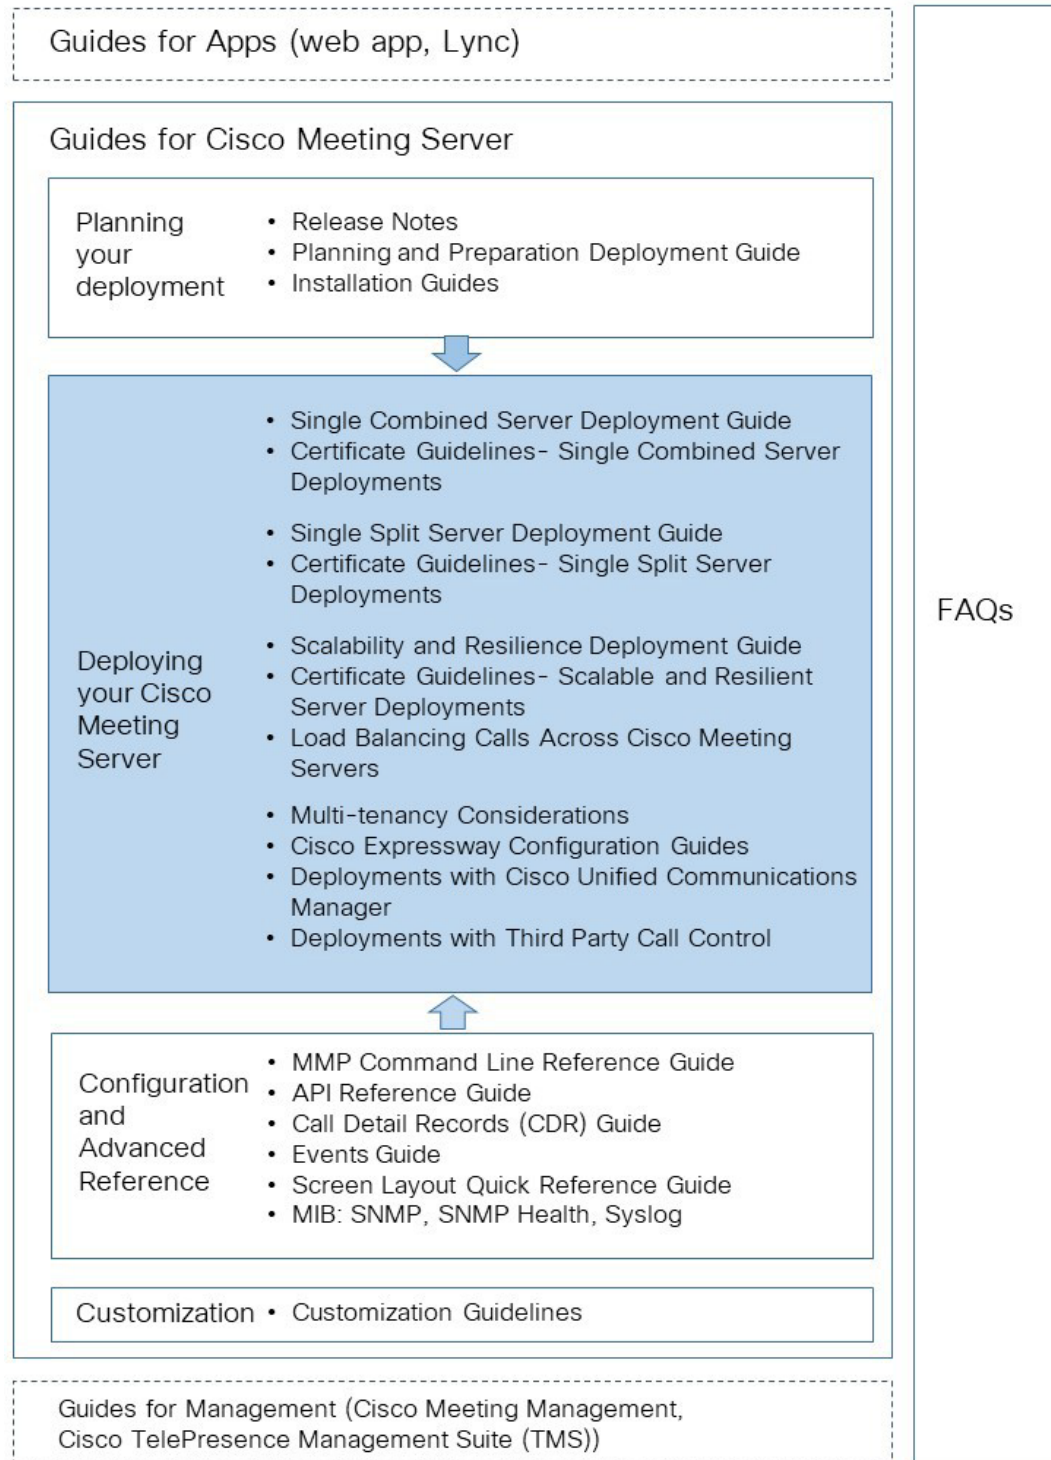 Guides for Apps (web app, Lync)
Guides for Cisco Meeting Server
Planning
your
deployment
• Release Notes
• Planning and Preparation Deployment Guide
• Installation Guides
Deploying
your Cisco
Meeting
Server
• Single Combined Server Deployment Guide
• Certificate Guidelines- Single Combined Server
Deployments
• Single Split Server Deployment Guide
• Certificate Guidelines- Single Split Server
Deployments
• Scalability and Resilience Deployment Guide
• Certificate Guidelines- Scalable and Resilient
Server Deployments
• Load Balancing Calls Across Cisco Meeting
Servers
• Multi-tenancy Considerations
• Cisco Expressway Configuration Guides
• Deployments with Cisco Unified Communications
Manager
• Deployments with Third Party Call Control
Configuration
and
Advanced
Reference
• MMP Command Line Reference Guide
• API Reference Guide
• Call Detail Records (CDR) Guide
• Events Guide
• Screen Layout Quick Reference Guide
• MIB: SNMP, SNMP Health, Syslog
Customization
• Customization Guidelines
Guides for Management (Cisco Meeting Management,
Cisco TelePresence Management Suite (TMS))
FAQs